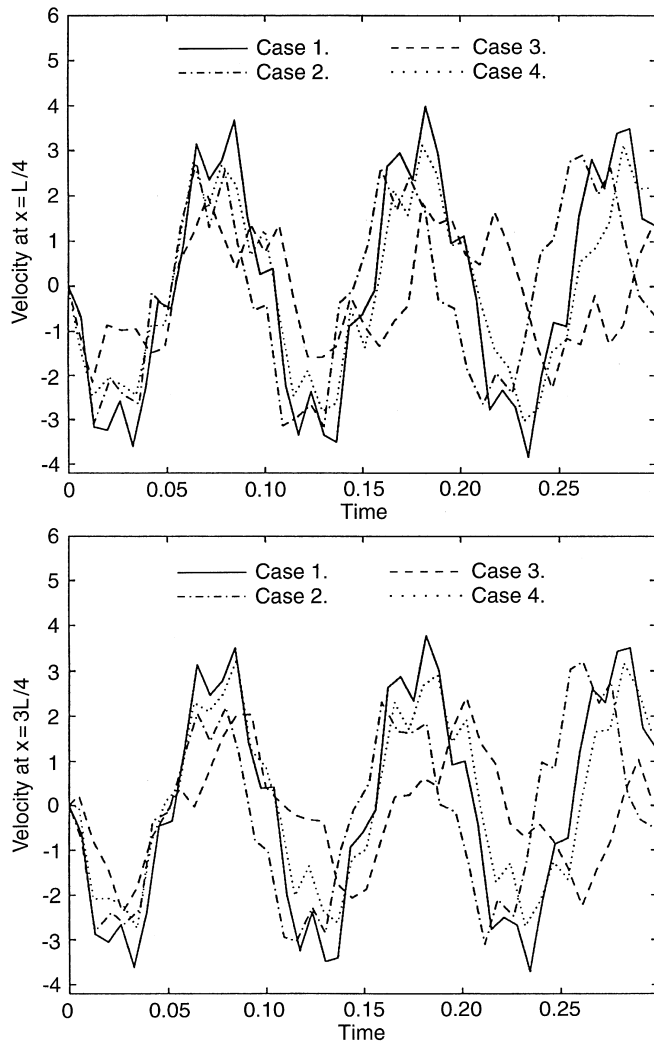 6
5
4
3
2
1
0
-1
-2
-3
-4
Velocity at x=L/4
Case 1.
Case 2.
Case 3.
Case 4.
0
0.05
0.10
0.15
0.20
0.25
Time
6
5
4
3
2
1
0
-1
-2
-3
-4
Velocity at x=3L/4
Case 1.
Case 2.
Case 3.
Case 4.
0
0.05
0.10
0.15
0.20
0.25
Time